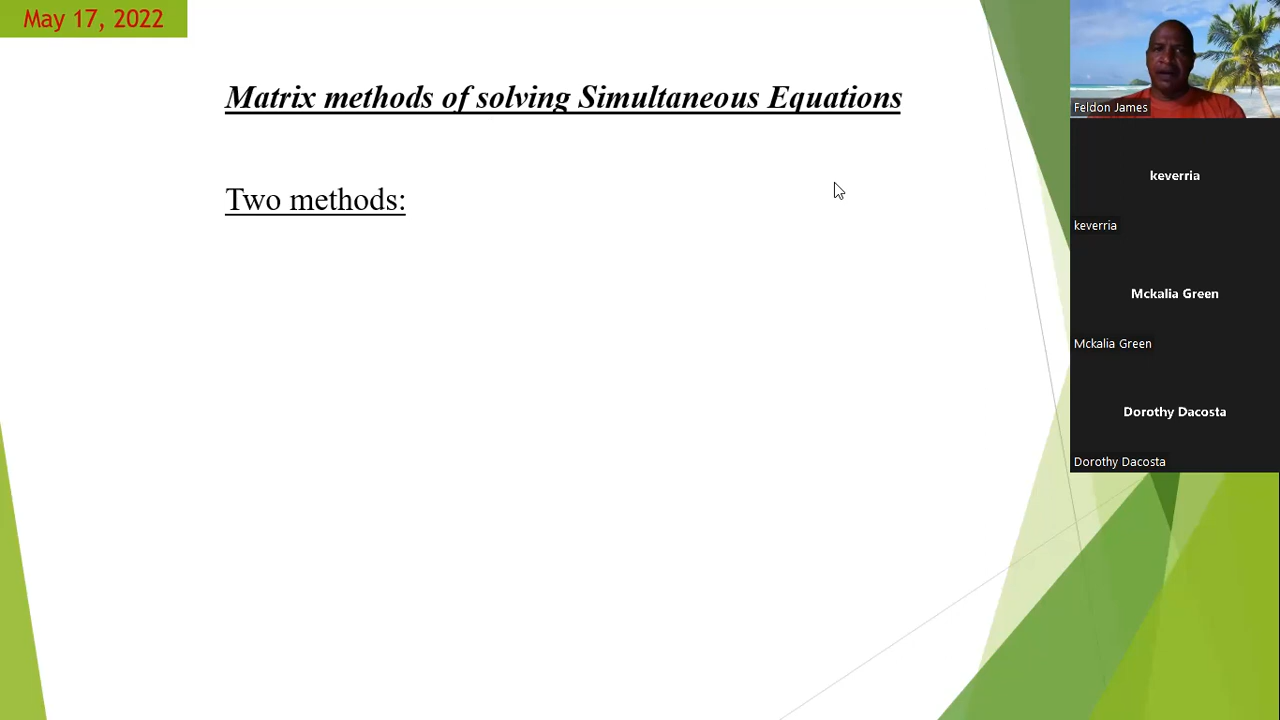 May 17, 2022
Matrix methods of solving Simultaneous Equations
Two methods:
Feldon James
keverria
keverria
Mckalia Green
Mckalia Green
Dorothy Dacosta
Dorothy Dacosta